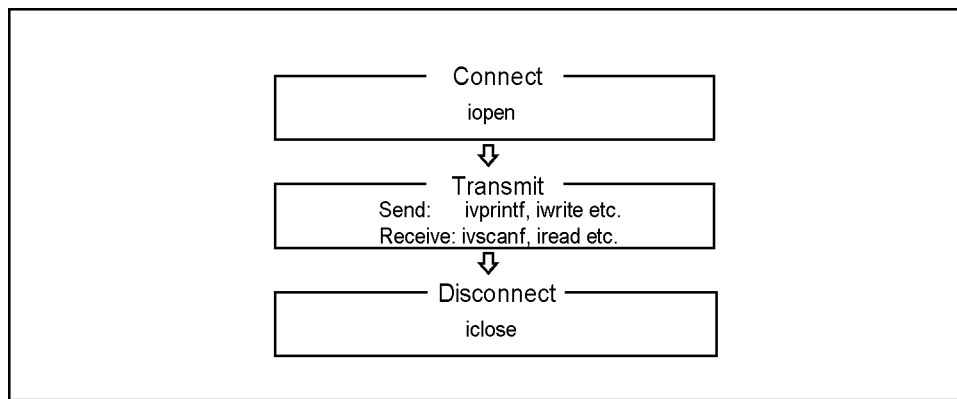 Connect
iopen
Transmit
Send: ivprintf, iwrite etc.
Receive: ivscanf, iread etc.
Disconnect
iclose